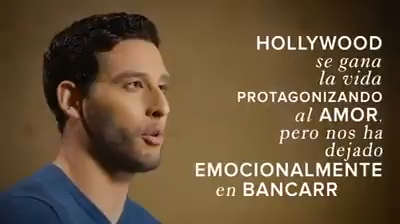 HOLLYWOOD
se gana
la vida
PROTAGONIZANDO
al AMOR,
pero nos ha
dejado
EMOCIONALMENTE
en BANCARR